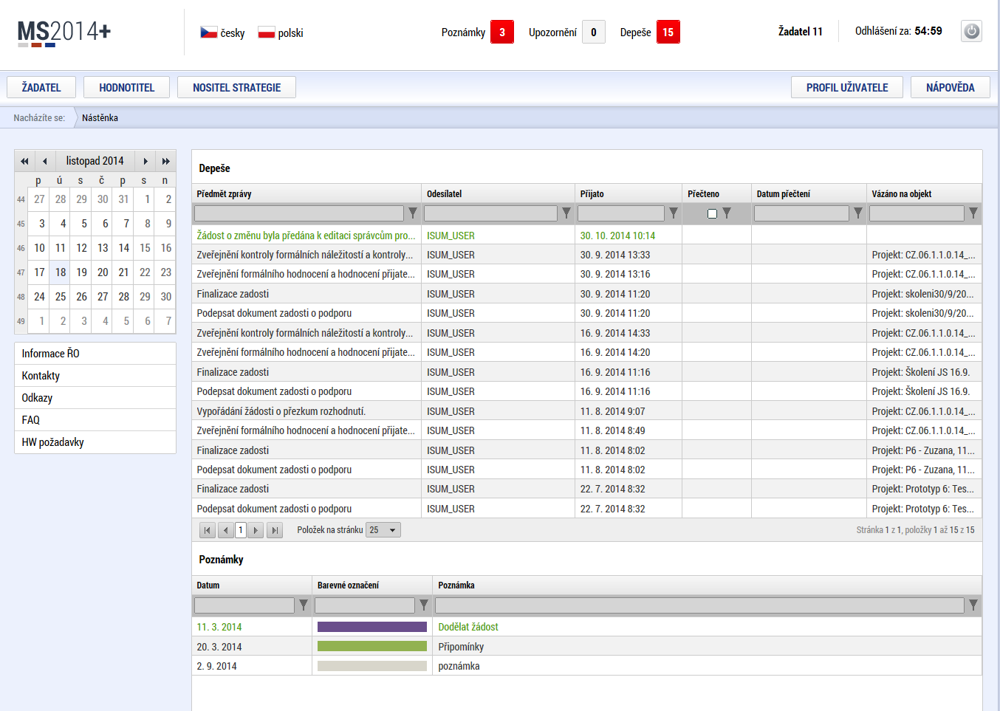 MS2014+ česky polski Poznámky 3 Upozornění 0 Depeše 15 Žadatel 11 Odhlášení za: 54:59
ŽADATEL HODNOTITEL NOSITEL STRATEGIE PROFIL UŽIVATELE NÁPOVĚDA
Nacházíte se: Nástěnka
listopad 2014
p ú s č p s n
44 27 28 29 30 31 1 2
45 3 4 5 6 7 8 9
46 10 11 12 13 14 15 16
47 17 18 19 20 21 22 23
48 24 25 26 27 28 29 30
49 1 2 3 4 5 6 7
Informace ŘO
Kontakty
Odkazy
FAQ
HW požadavky
Depeše
Předmět zprávy Odesílatel Přijato Přečteno Datum přečtení Vázáno na objekt
Žádost o změnu byla předána k editaci správcům pro... ISUM_USER 30. 10. 2014 10:14
Zveřejnění kontroly formálních náležitostí a kontroly... ISUM_USER 30. 9. 2014 13:33 Projekt: CZ.06.1.1.0.14_...
Zveřejnění formálního hodnocení a hodnocení přijate... ISUM_USER 30. 9. 2014 13:16 Projekt: CZ.06.1.1.0.14_...
Finalizace zadosti ISUM_USER 30. 9. 2014 11:20 Projekt: skoleni30/9/20...
Podepsat dokument zadosti o podporu ISUM_USER 30. 9. 2014 11:20 Projekt: skoleni30/9/20...
Zveřejnění kontroly formálních náležitostí a kontroly... ISUM_USER 16. 9. 2014 14:33 Projekt: CZ.06.1.1.0.14_...
Zveřejnění formálního hodnocení a hodnocení přijate... ISUM_USER 16. 9. 2014 14:20 Projekt: CZ.06.1.1.0.14_...
Finalizace zadosti ISUM_USER 16. 9. 2014 11:16 Projekt: Školení JS 16.9.
Podepsat dokument zadosti o podporu ISUM_USER 16. 9. 2014 11:16 Projekt: Školení JS 16.9.
Vypořádání žádosti o přezkum rozhodnutí. ISUM_USER 11. 8. 2014 9:07 Projekt: CZ.06.1.1.0.14_...
Zveřejnění formálního hodnocení a hodnocení přijate... ISUM_USER 11. 8. 2014 8:49 Projekt: CZ.06.1.1.0.14_...
Finalizace zadosti ISUM_USER 11. 8. 2014 8:02 Projekt: P6 - Zuzana, 11...
Podepsat dokument zadosti o podporu ISUM_USER 11. 8. 2014 8:02 Projekt: P6 - Zuzana, 11...
Finalizace zadosti ISUM_USER 22. 7. 2014 8:32 Projekt: Prototyp 6: Tes...
Podepsat dokument zadosti o podporu ISUM_USER 22. 7. 2014 8:32 Projekt: Prototyp 6: Tes...
1 Položek na stránku 25 Stránka 1 z 1, položky 1 až 15 z 15
Poznámky
Datum Barevné označení Poznámka
11. 3. 2014 Dodělat žádost
20. 3. 2014 Připomínky
2. 9. 2014 poznámka